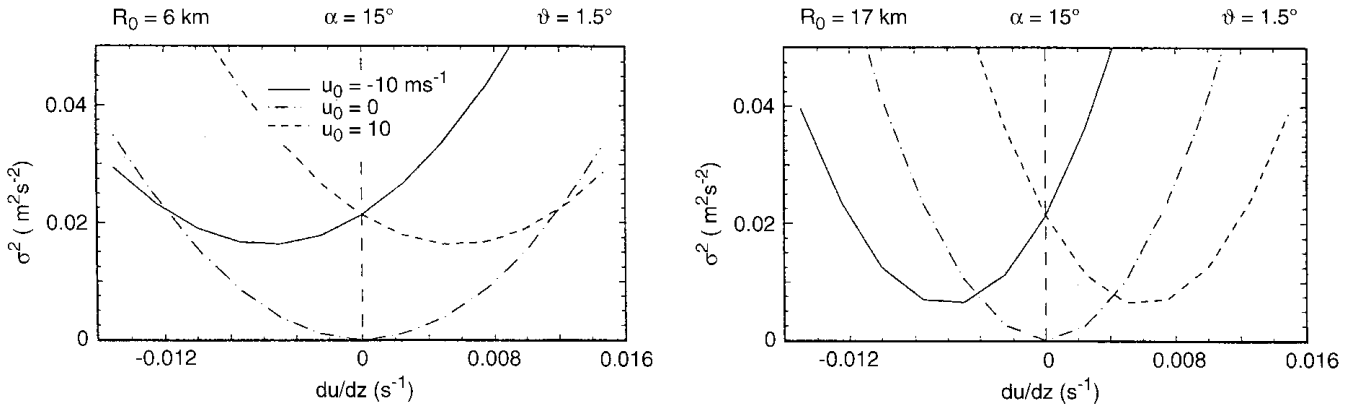 R₀ = 6 km α = 15° ϑ = 1.5°
0.04
0.02
0
σ² ( m²s⁻²)
u₀ = -10 ms⁻¹
u₀ = 0
u₀ = 10
-0.012 0 0.008 0.016
du/dz (s⁻¹)
R₀ = 17 km α = 15° ϑ = 1.5°
0.04
0.02
0
σ² ( m²s⁻²)
-0.012 0 0.008 0.016
du/dz (s⁻¹)